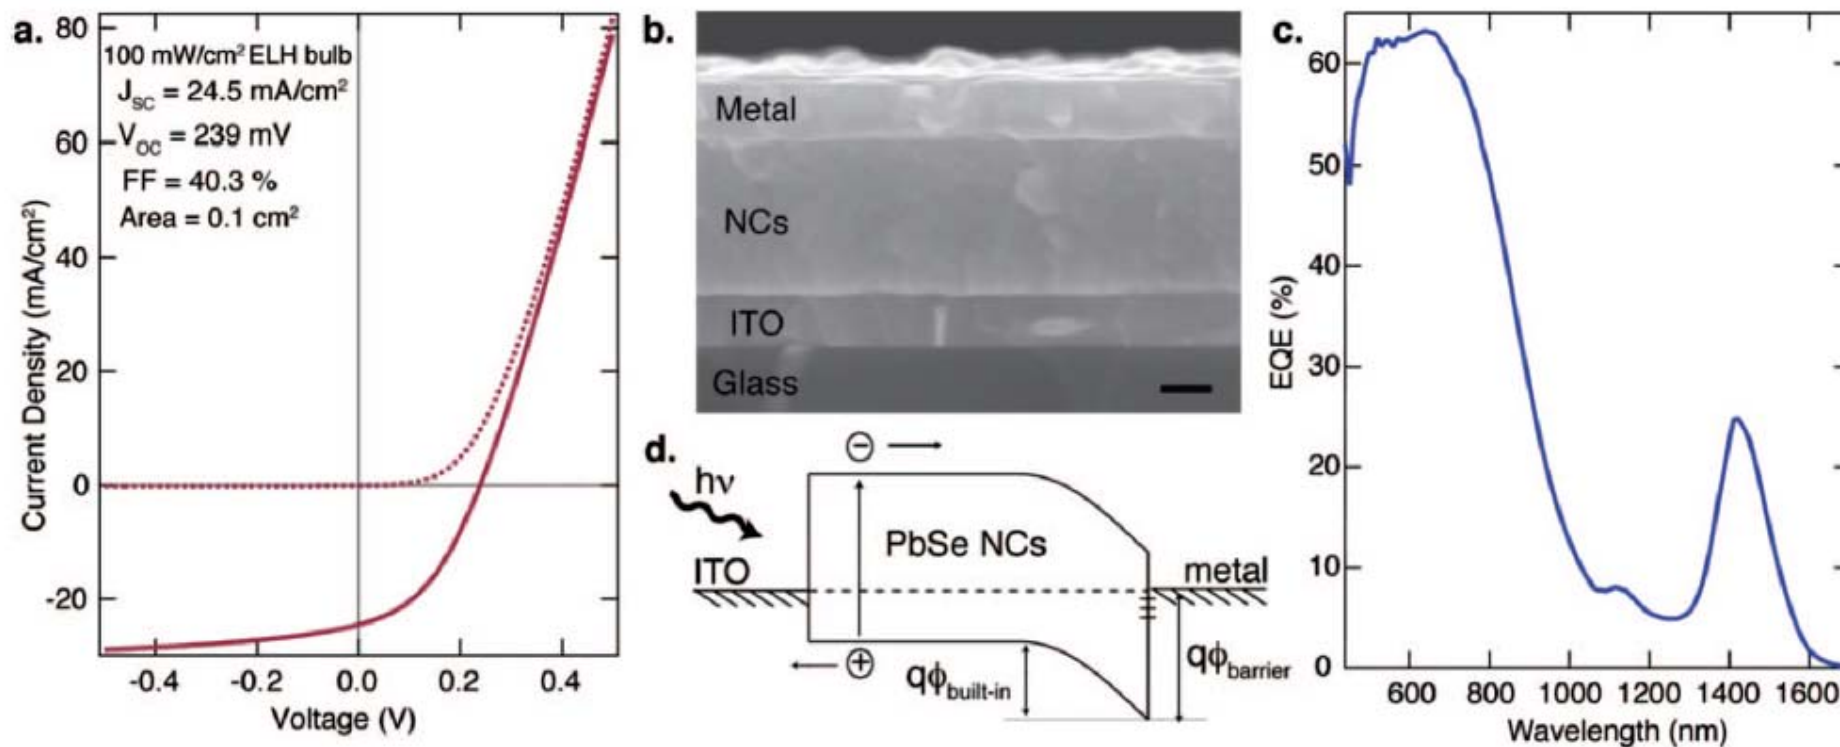 a.
80
60
40
20
0
-20
Current Density (mA/cm²)
100 mW/cm² ELH bulb
J_SC = 24.5 mA/cm²
V_OC = 239 mV
FF = 40.3 %
Area = 0.1 cm²
-0.4 -0.2 0.0 0.2 0.4
Voltage (V)
b.
Metal
NCs
ITO
Glass
c.
60
50
40
30
20
10
0
EQE (%)
600 800 1000 1200 1400 1600
Wavelength (nm)
d.
−
hν
PbSe NCs
ITO
metal
+
qϕbuilt-in
qϕbarrier